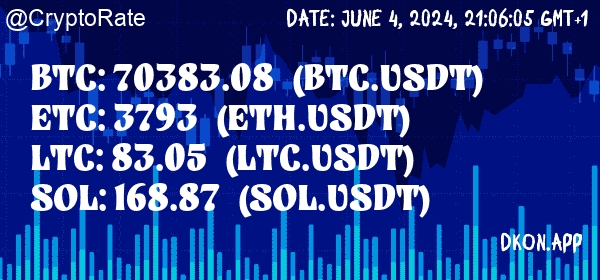 @CryptoRate
DATE: JUNE 4, 2024, 21:06:05 GMT+1
BTC: 70383.08 (BTC.USDT)
ETC: 3793 (ETH.USDT)
LTC: 83.05 (LTC.USDT)
SOL: 168.87 (SOL.USDT)
DKON.APP